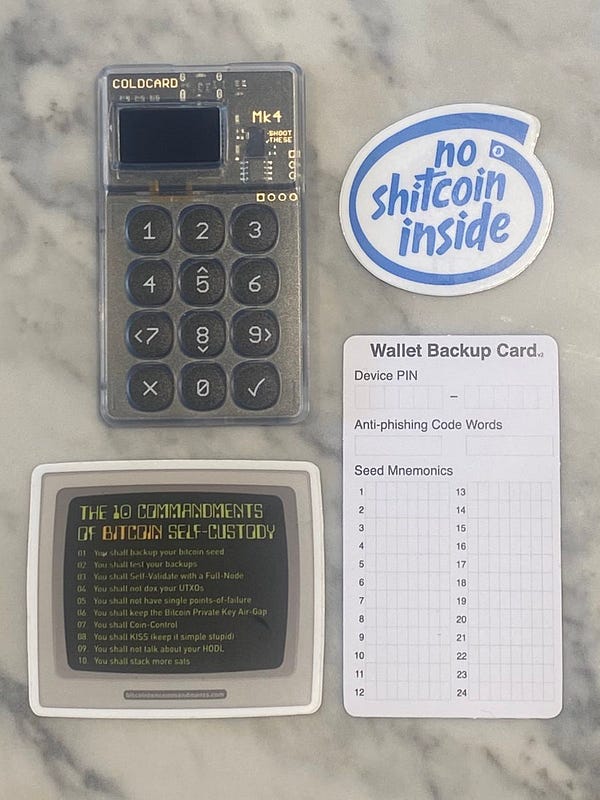 COLDCARD
Mk4
SHOOT
THESE
1 2 3
4 5 6
<7 8 9>
× 0 ✓
no
shitcoin
inside
Wallet Backup Card v2
Device PIN
–
Anti-phishing Code Words
Seed Mnemonics
1 13
2 14
3 15
4 16
5 17
6 18
7 19
8 20
9 21
10 22
11 23
12 24
THE 10 COMMANDMENTS
OF BITCOIN SELF-CUSTODY
01 You shall backup your bitcoin seed
02 You shall test your backups
03 You shall Self-Validate with a Full-Node
04 You shall not dox your UTXOs
05 You shall not have single points-of-failure
06 You shall keep the Bitcoin Private Key Air-Gap
07 You shall Coin-Control
08 You shall KISS (keep it simple stupid)
09. You shall not talk about your HODL
10. You shall stack more sats
bitcointencommandments.com